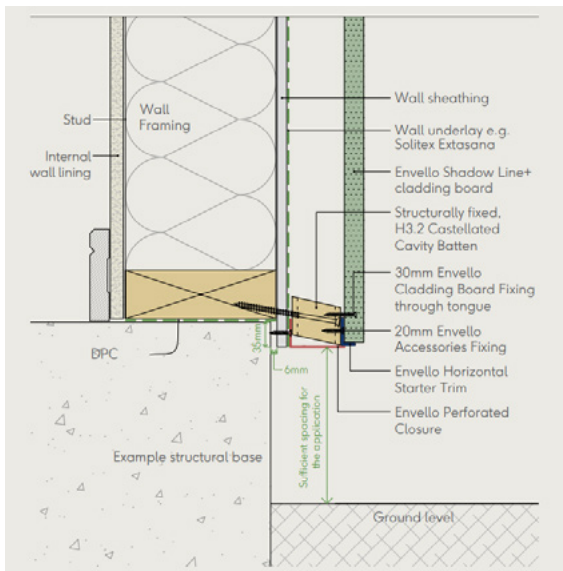 Stud
Internal
wall lining
Wall
Framing
DPC
Example structural base
35mm
6mm
Sufficient spacing for
the application
Ground level
Wall sheathing
Wall underlay e.g.
Solitex Extasana
Envello Shadow Line+
cladding board
Structurally fixed,
H3.2 Castellated
Cavity Batten
30mm Envello
Cladding Board Fixing
through tongue
20mm Envello
Accessories Fixing
Envello Horizontal
Starter Trim
Envello Perforated
Closure